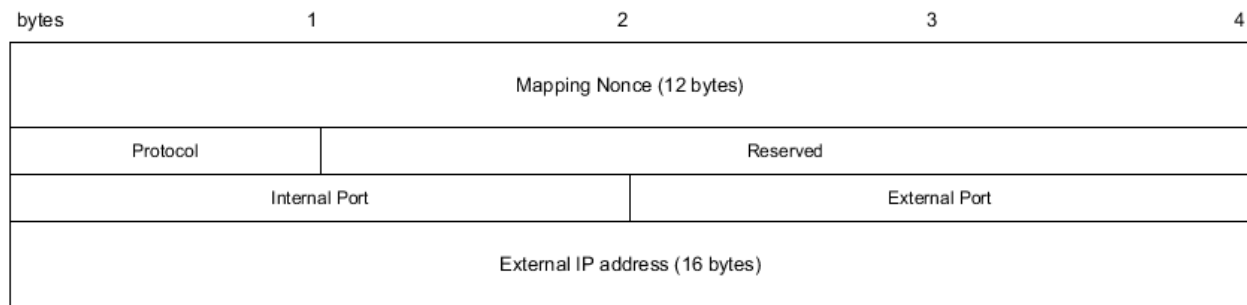 bytes 1 2 3 4
Mapping Nonce (12 bytes)
Protocol Reserved
Internal Port External Port
External IP address (16 bytes)